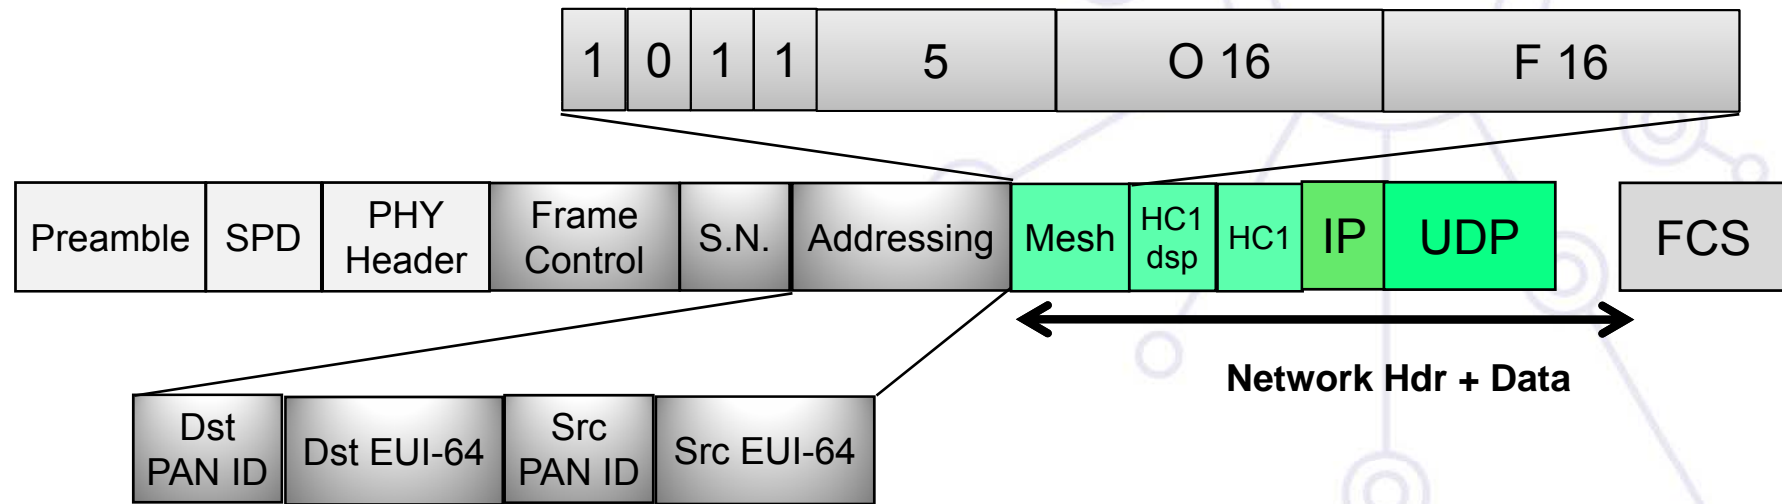 1 0 1 1 5 O 16 F 16
Preamble SPD PHY Header Frame Control S.N. Addressing Mesh HC1 dsp HC1 IP UDP FCS
Network Hdr + Data
Dst PAN ID Dst EUI-64 Src PAN ID Src EUI-64